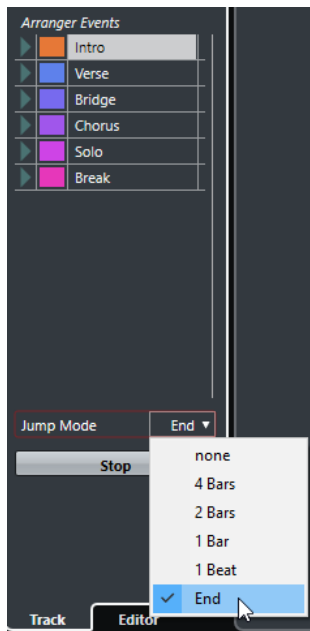 Arranger Events
Intro
Verse
Bridge
Chorus
Solo
Break
Jump Mode End
Stop
none
4 Bars
2 Bars
1 Bar
1 Beat
End
Track Editor